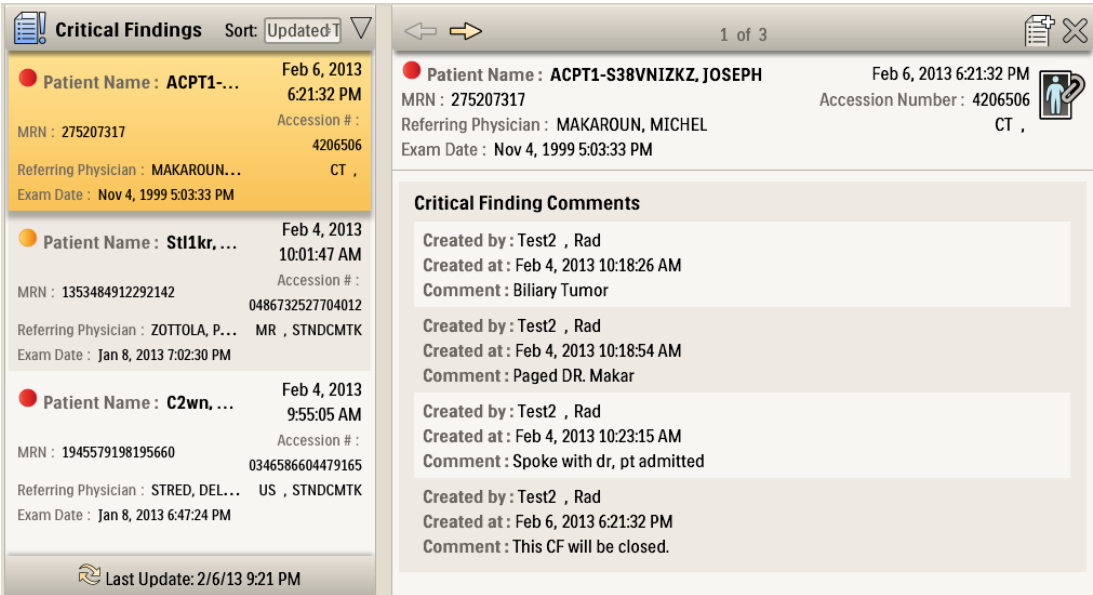 Critical Findings Sort: Updated T
Patient Name : ACPT1-... Feb 6, 2013
6:21:32 PM
MRN : 275207317 Accession # :
4206506
Referring Physician : MAKAROUN... CT ,
Exam Date : Nov 4, 1999 5:03:33 PM
Patient Name : Stl1kr, ... Feb 4, 2013
10:01:47 AM
MRN : 1353484912292142 Accession # :
0486732527704012
Referring Physician : ZOTTOLA, P... MR , STNDCMTK
Exam Date : Jan 8, 2013 7:02:30 PM
Patient Name : C2wn, ... Feb 4, 2013
9:55:05 AM
MRN : 1945579198195660 Accession # :
0346586604479165
Referring Physician : STRED, DEL... US , STNDCMTK
Exam Date : Jan 8, 2013 6:47:24 PM
Last Update: 2/6/13 9:21 PM
1 of 3
Patient Name : ACPT1-S38VNIZKZ, JOSEPH Feb 6, 2013 6:21:32 PM
MRN : 275207317 Accession Number : 4206506
Referring Physician : MAKAROUN, MICHEL CT ,
Exam Date : Nov 4, 1999 5:03:33 PM
Critical Finding Comments
Created by : Test2 , Rad
Created at : Feb 4, 2013 10:18:26 AM
Comment : Biliary Tumor
Created by : Test2 , Rad
Created at : Feb 4, 2013 10:18:54 AM
Comment : Paged DR. Makar
Created by : Test2 , Rad
Created at : Feb 4, 2013 10:23:15 AM
Comment : Spoke with dr, pt admitted
Created by : Test2 , Rad
Created at : Feb 6, 2013 6:21:32 PM
Comment : This CF will be closed.